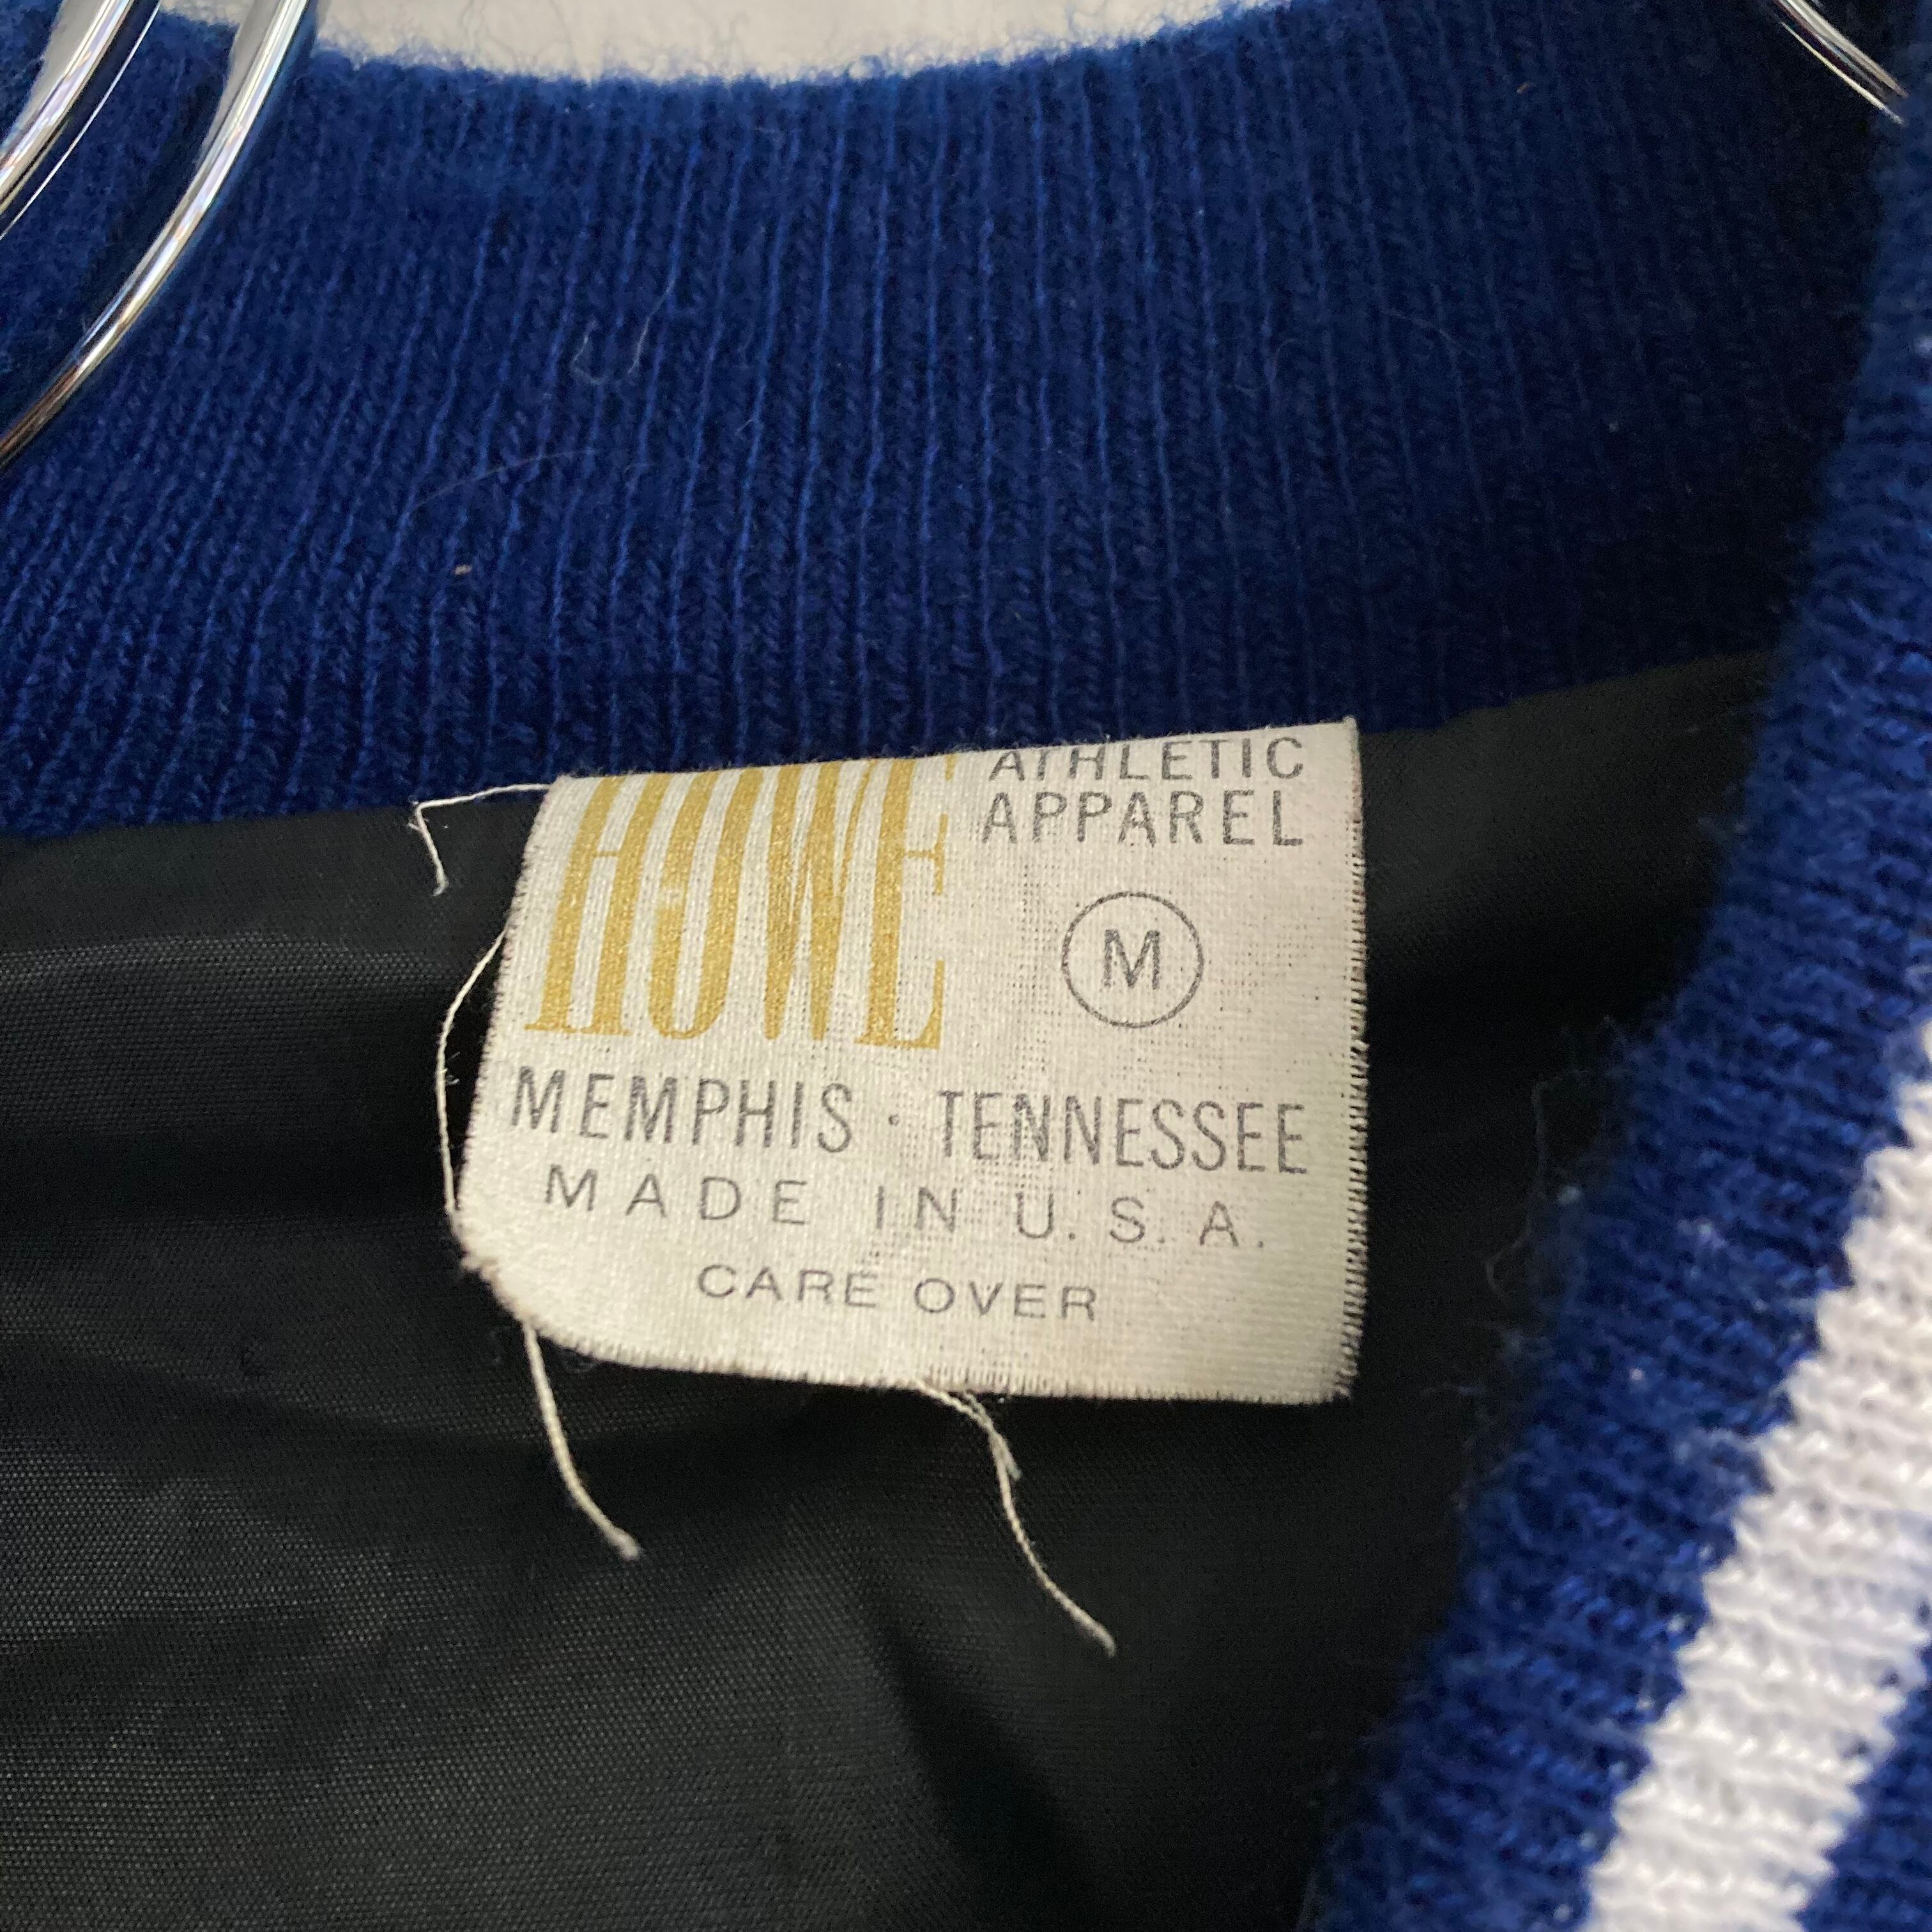 HOWE
ATHLETIC
APPAREL
M
MEMPHIS · TENNESSEE
MADE IN U.S.A.
CARE OVER